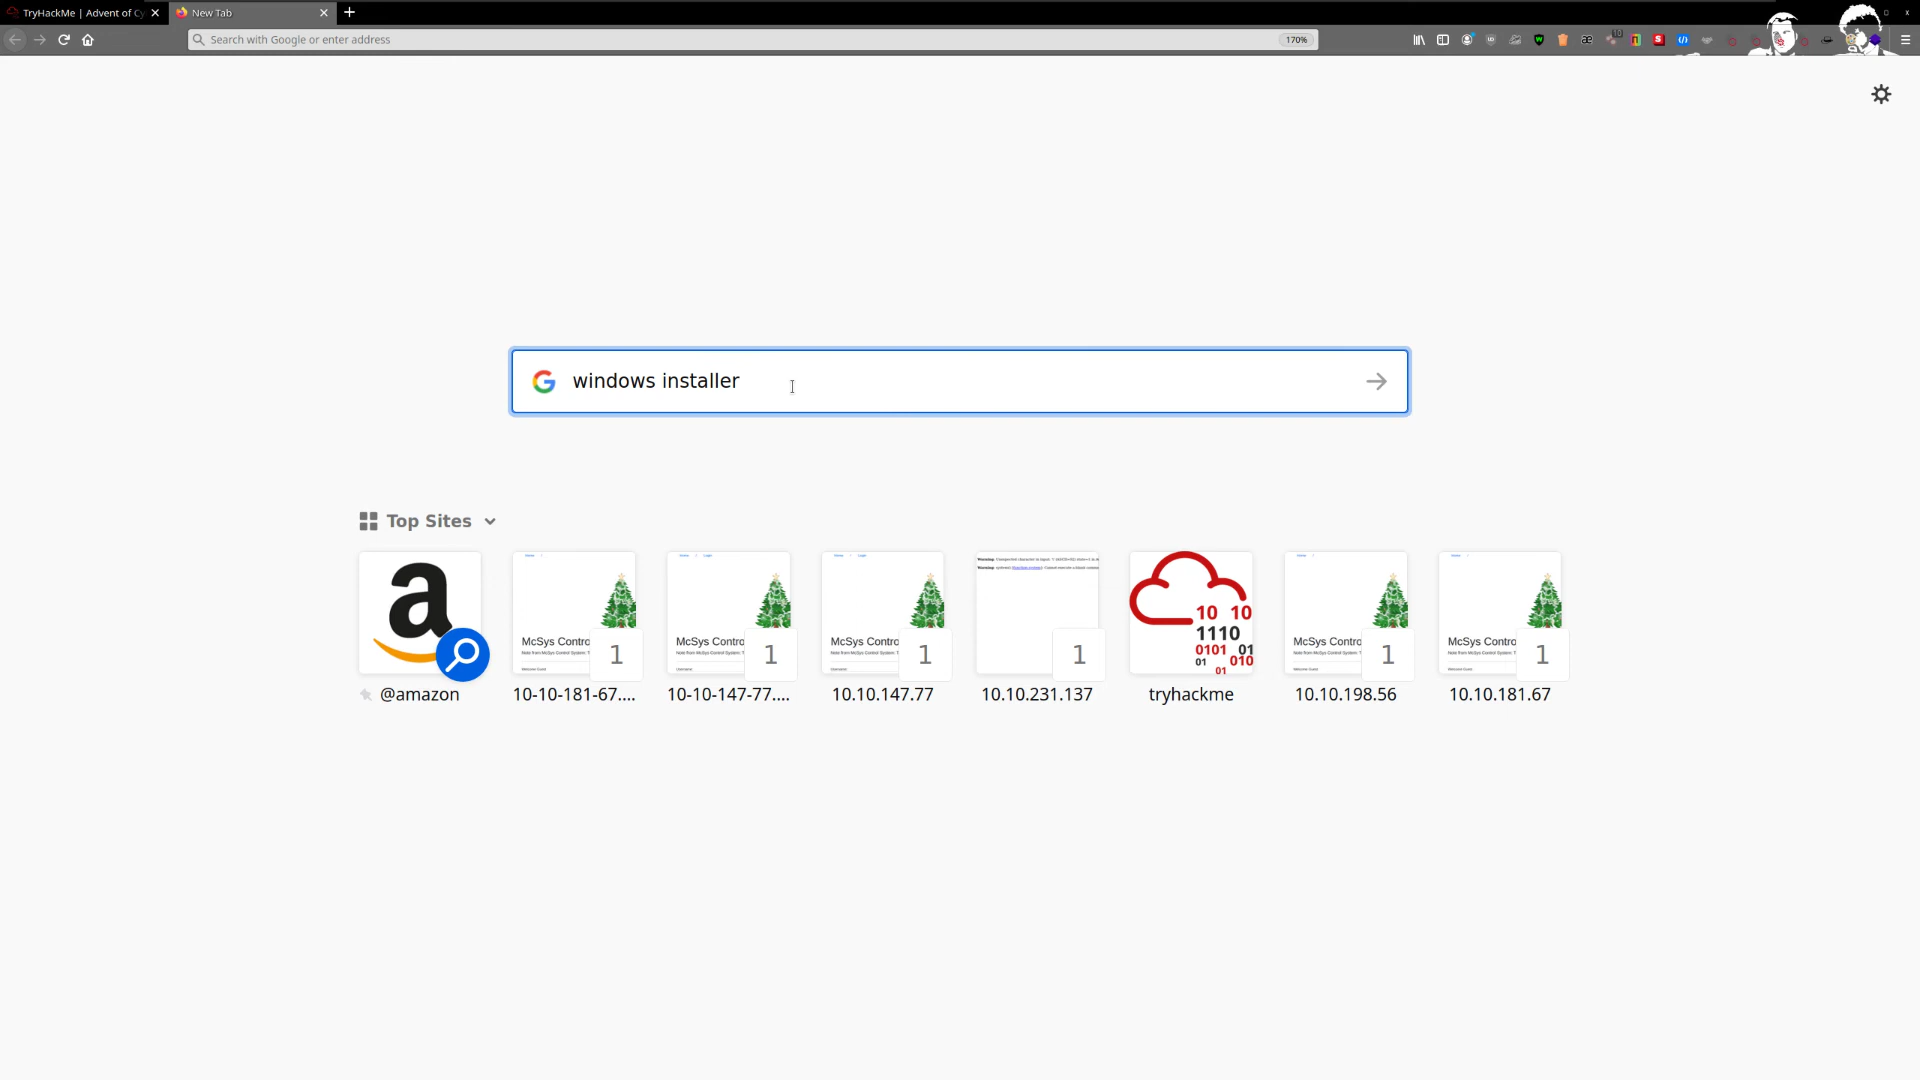 TryHackMe | Advent of Cy
New Tab
Search with Google or enter address
170%
10
windows installer
Top Sites
McSys Contro
McSys Contro
McSys Contro
McSys Contro
McSys Contro
1
1
1
1
1
1
10 10
1110
0101 01
01 010
01
@amazon
10-10-181-67....
10-10-147-77....
10.10.147.77
10.10.231.137
tryhackme
10.10.198.56
10.10.181.67